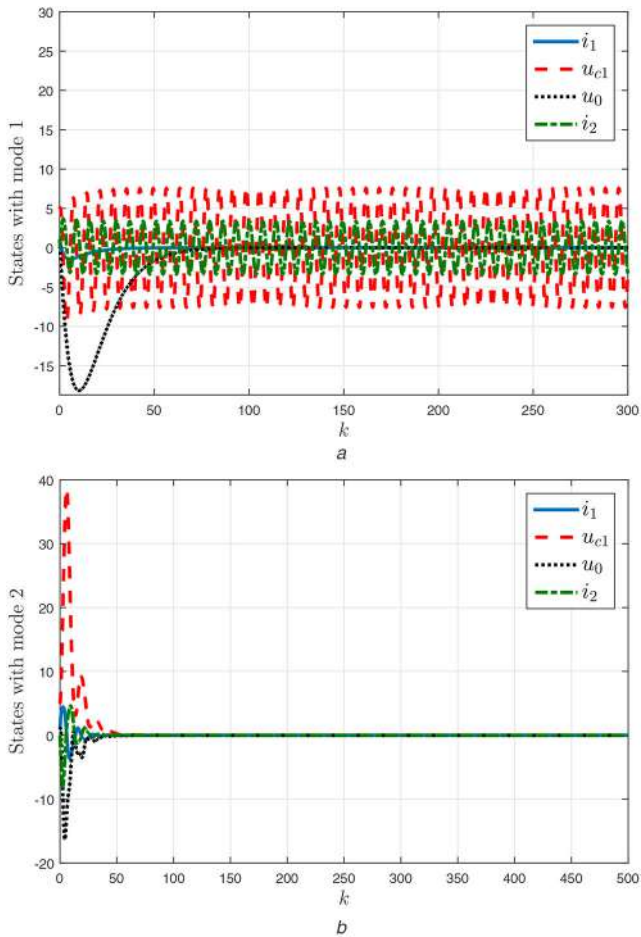 30
25
20
15
10
5
0
-5
-10
-15
States with mode 1
i1
uc1
u0
i2
0 50 100 150 200 250 300
k
a
40
30
20
10
0
-10
-20
States with mode 2
i1
uc1
u0
i2
0 50 100 150 200 250 300 350 400 450 500
k
b